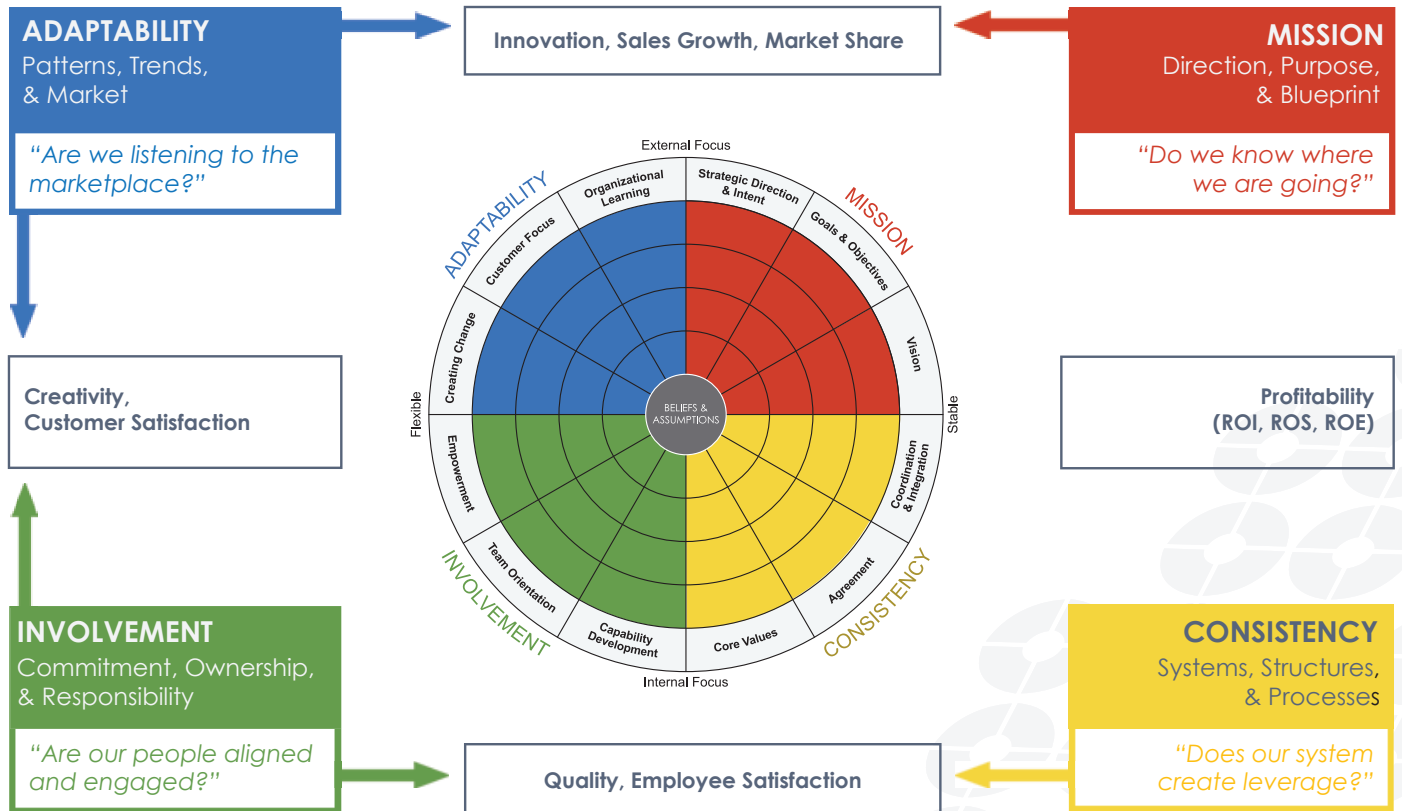 ADAPTABILITY
Patterns, Trends,
& Market
“Are we listening to the
marketplace?”
Innovation, Sales Growth, Market Share
MISSION
Direction, Purpose,
& Blueprint
“Do we know where
we are going?”
External Focus
ADAPTABILITY
MISSION
Creating Change
Customer Focus
Organizational
Learning
Strategic Direction
& Intent
Goals & Objectives
Vision
Creativity,
Customer Satisfaction
Flexible
BELIEFS &
ASSUMPTIONS
Stable
Profitability
(ROI, ROS, ROE)
Empowerment
Team Orientation
Capability
Development
Core Values
Agreement
Coordination
& Integration
INVOLVEMENT
CONSISTENCY
Internal Focus
INVOLVEMENT
Commitment, Ownership,
& Responsibility
“Are our people aligned
and engaged?”
Quality, Employee Satisfaction
CONSISTENCY
Systems, Structures,
& Processes
“Does our system
create leverage?”